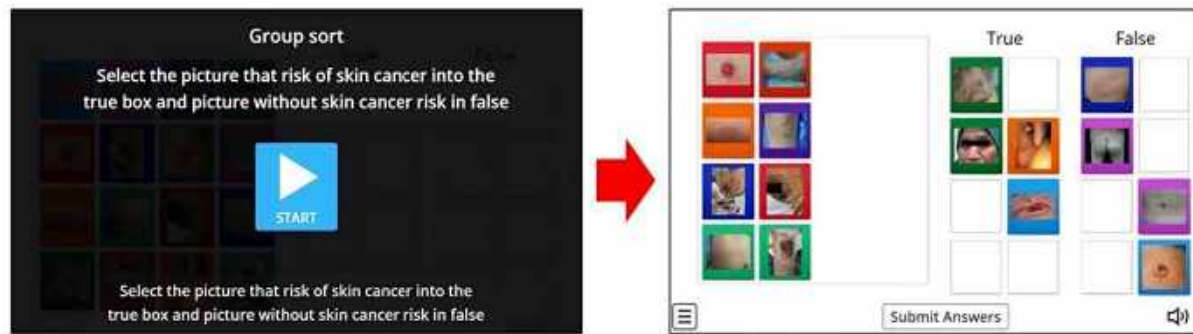 Group sort
Select the picture that risk of skin cancer into the
true box and picture without skin cancer risk in false
START
Select the picture that risk of skin cancer into the
true box and picture without skin cancer risk in false
True False
Submit Answers